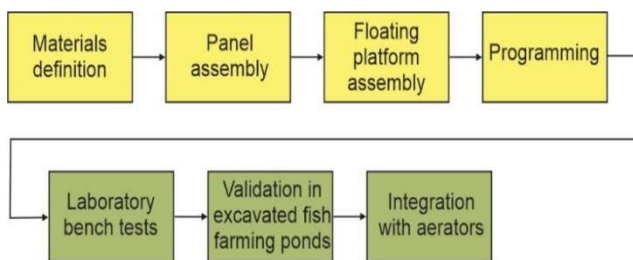 Materials
definition
Panel
assembly
Floating
platform
assembly
Programming
Laboratory
bench tests
Validation in
excavated fish
farming ponds
Integration
with aerators